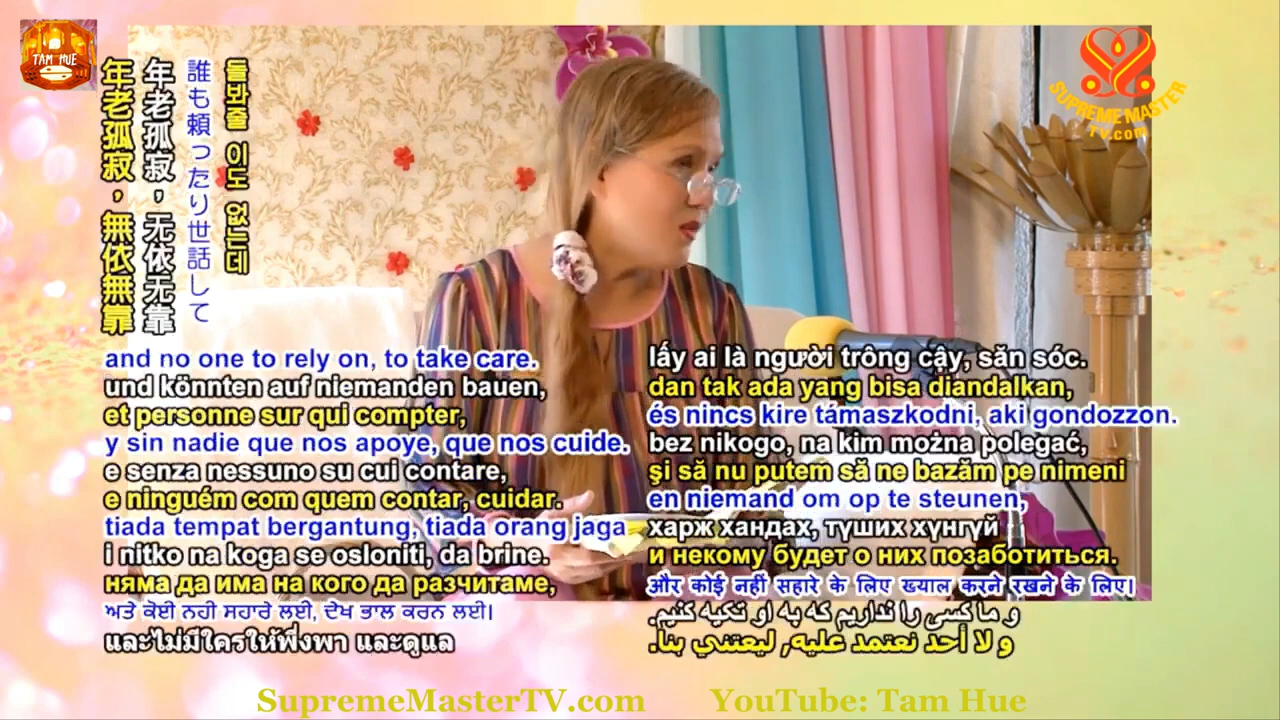 TAM HUE
SUPREME MASTER
TV.com
年老孤寂，無依無靠
年老孤寂，无依无靠
誰も頼ったり世話して
돌봐줄 이도 없는데
and no one to rely on, to take care.
und könnten auf niemanden bauen,
et personne sur qui compter,
y sin nadie que nos apoye, que nos cuide.
e senza nessuno su cui contare,
e ninguém com quem contar, cuidar.
tiada tempat bergantung, tiada orang jaga
i nitko na koga se osloniti, da brine.
няма да има на кого да разчитаме,
ਅਤੇ ਕੋਈ ਨਹੀ ਸਹਾਰੇ ਲਈ, ਦੇਖ ਭਾਲ ਕਰਨ ਲਈ।
และไม่มีใครให้พึ่งพา และดูแล
lấy ai là người trông cậy, săn sóc.
dan tak ada yang bisa diandalkan,
és nincs kire támaszkodni, aki gondozzon.
bez nikogo, na kim można polegać,
şi să nu putem să ne bazăm pe nimeni
en niemand om op te steunen,
харж хандах, түших хүнгүй
и некому будет о них позаботиться.
और कोई नहीं सहारे के लिए ख्याल करने रखने के लिए।
و ما کسی را نداریم که به او تکیه کنیم.
و لا أحد نعتمد عليه, ليعتني بنا.
SupremeMasterTV.com
YouTube: Tam Hue